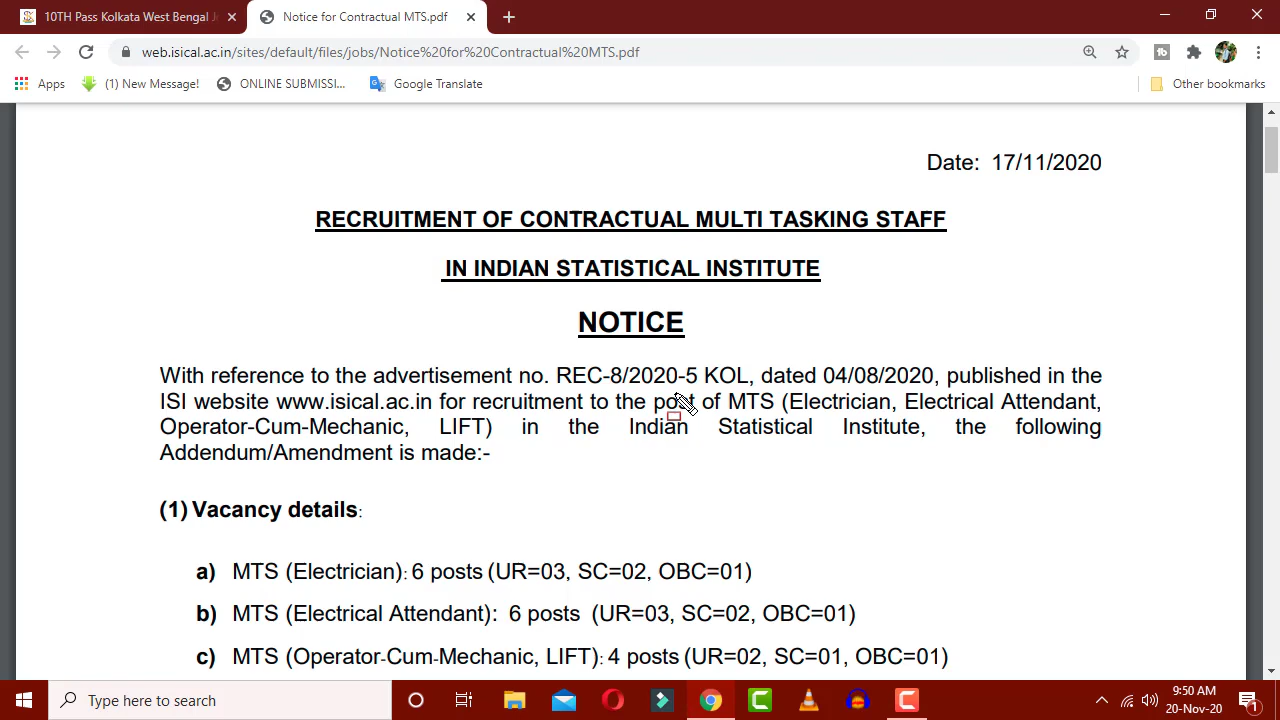 10TH Pass Kolkata West Bengal J
Notice for Contractual MTS.pdf
web.isical.ac.in/sites/default/files/jobs/Notice%20for%20Contractual%20MTS.pdf
Apps (1) New Message! ONLINE SUBMISSI... Google Translate Other bookmarks
Date: 17/11/2020
RECRUITMENT OF CONTRACTUAL MULTI TASKING STAFF
IN INDIAN STATISTICAL INSTITUTE
NOTICE
With reference to the advertisement no. REC-8/2020-5 KOL, dated 04/08/2020, published in the
ISI website www.isical.ac.in for recruitment to the post of MTS (Electrician, Electrical Attendant,
Operator-Cum-Mechanic, LIFT) in the Indian Statistical Institute, the following
Addendum/Amendment is made:-
(1) Vacancy details:
a) MTS (Electrician): 6 posts (UR=03, SC=02, OBC=01)
b) MTS (Electrical Attendant): 6 posts (UR=03, SC=02, OBC=01)
c) MTS (Operator-Cum-Mechanic, LIFT): 4 posts (UR=02, SC=01, OBC=01)
Type here to search
9:50 AM
20-Nov-20
1